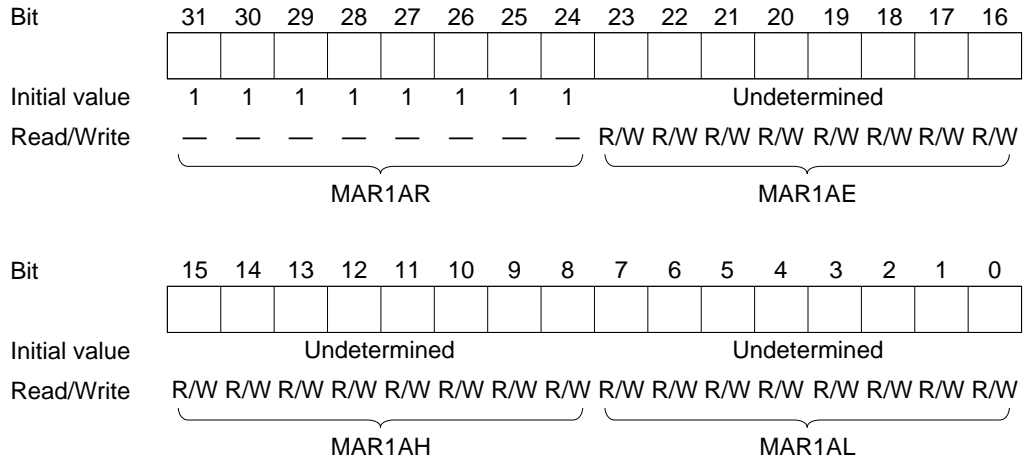 Bit 31 30 29 28 27 26 25 24 23 22 21 20 19 18 17 16
Initial value 1 1 1 1 1 1 1 1 Undetermined
Read/Write — — — — — — — — R/W R/W R/W R/W R/W R/W R/W R/W
MAR1AR MAR1AE
Bit 15 14 13 12 11 10 9 8 7 6 5 4 3 2 1 0
Initial value Undetermined Undetermined
Read/Write R/W R/W R/W R/W R/W R/W R/W R/W R/W R/W R/W R/W R/W R/W R/W R/W
MAR1AH MAR1AL